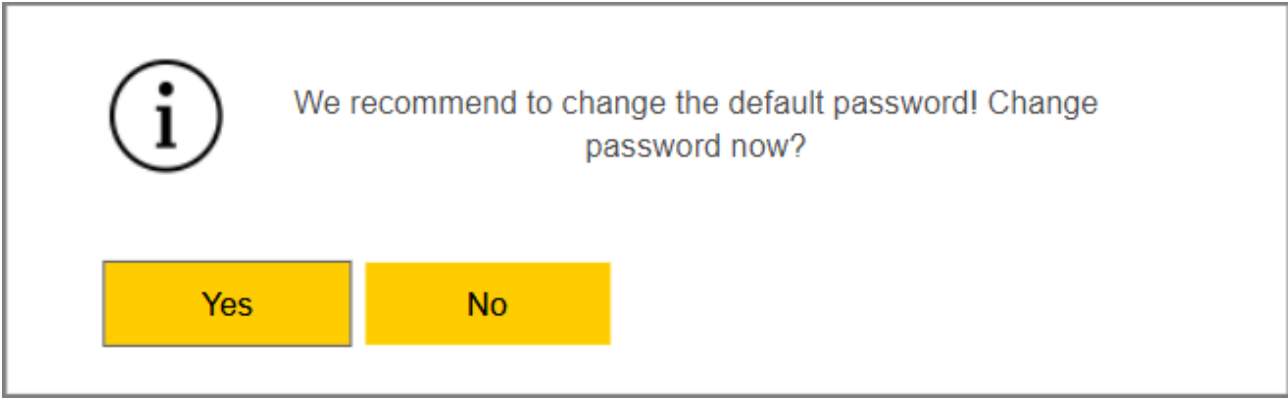 We recommend to change the default password! Change
password now?
Yes
No